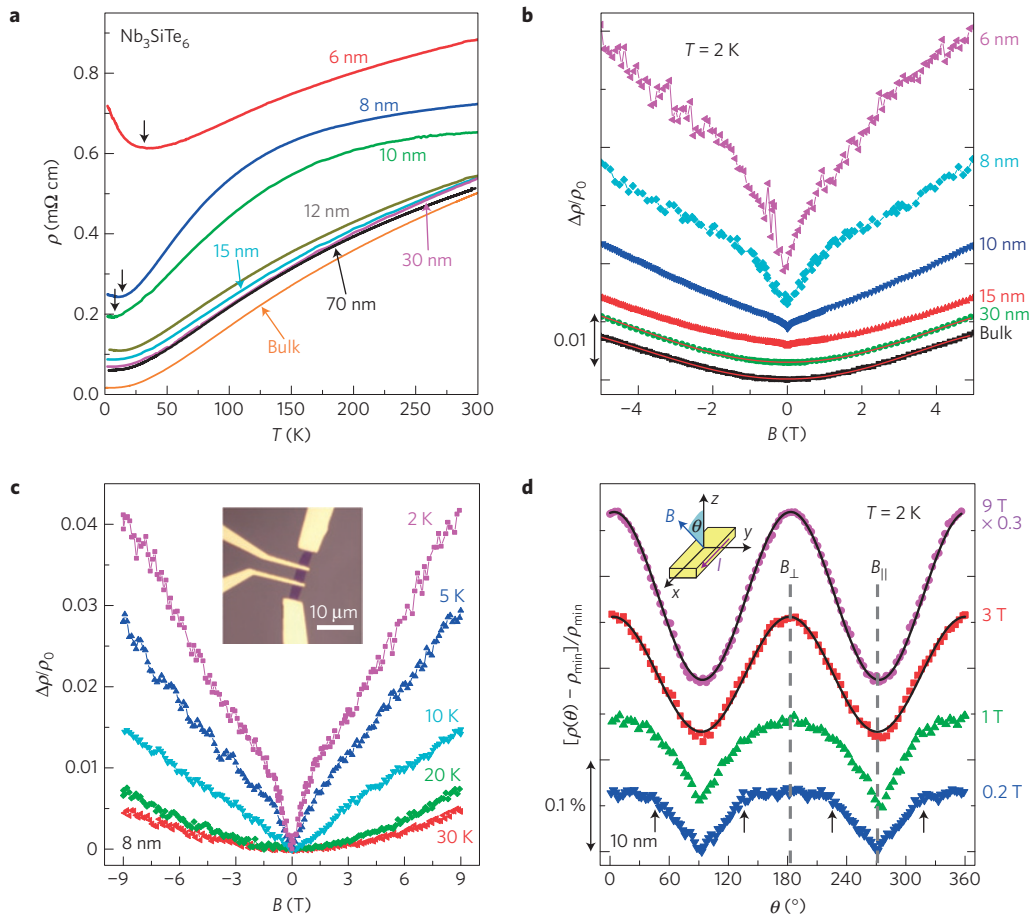 a
Nb₃SiTe₆
6 nm
8 nm
10 nm
12 nm
15 nm
30 nm
70 nm
Bulk
0.8
0.6
0.4
0.2
0.0
ρ (mΩ cm)
0 50 100 150 200 250 300
T (K)
b
T = 2 K
6 nm
8 nm
10 nm
15 nm
30 nm
Bulk
0.01
Δρ/ρ₀
−4 −2 0 2 4
B (T)
c
0.04
0.03
0.02
0.01
0
Δρ/ρ₀
2 K
5 K
10 K
20 K
30 K
10 μm
8 nm
−9 −6 −3 0 3 6 9
B (T)
d
T = 2 K
z
B
θ
y
I
x
B⊥
B||
9 T
× 0.3
3 T
1 T
0.2 T
0.1 %
10 nm
[ρ(θ) − ρmin]/ρmin
0 60 120 180 240 300 360
θ (°)